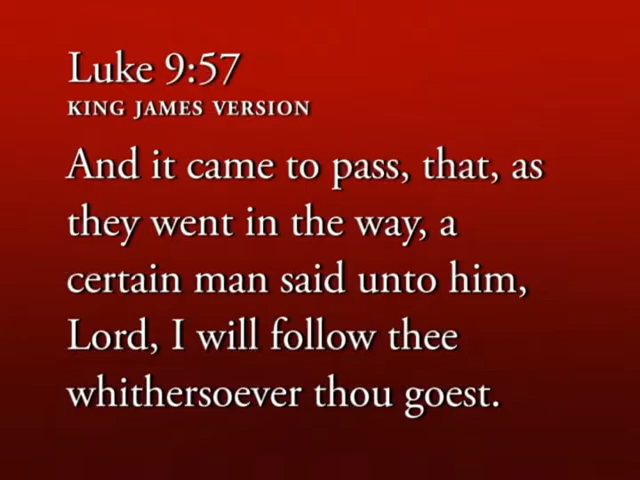 Luke 9:57
KING JAMES VERSION
And it came to pass, that, as
they went in the way, a
certain man said unto him,
Lord, I will follow thee
whithersoever thou goest.